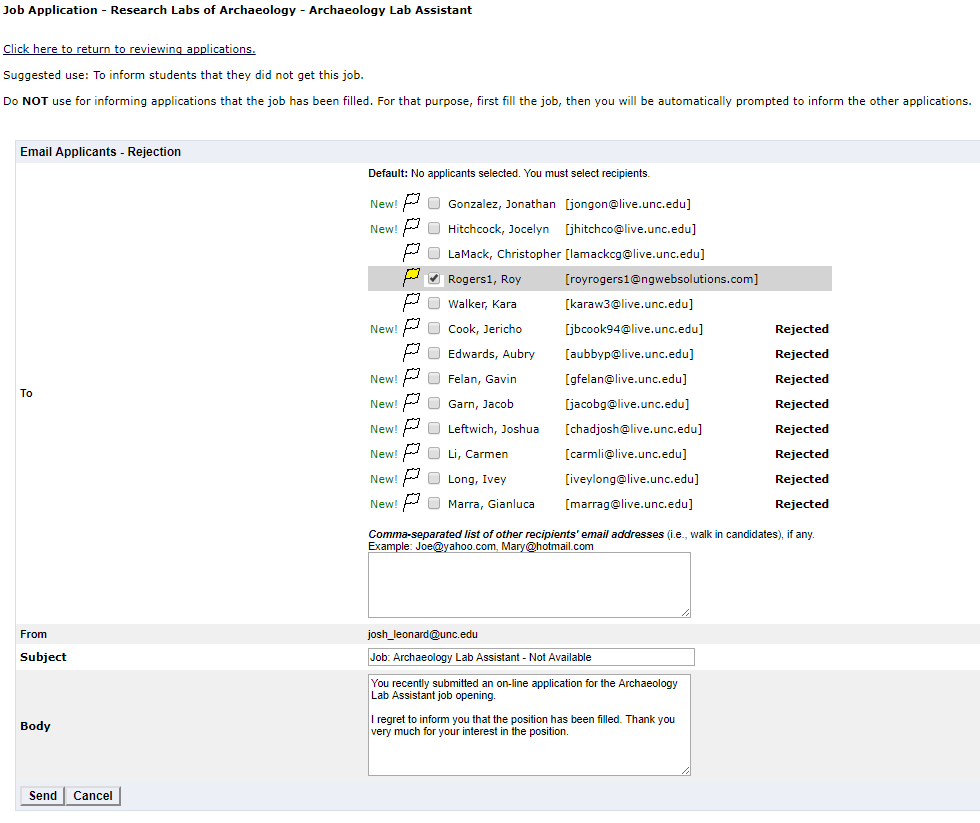 Job Application - Research Labs of Archaeology - Archaeology Lab Assistant
Click here to return to reviewing applications.
Suggested use: To inform students that they did not get this job.
Do NOT use for informing applications that the job has been filled. For that purpose, first fill the job, then you will be automatically prompted to inform the other applications.
Email Applicants - Rejection
To
Default: No applicants selected. You must select recipients.
New! Gonzalez, Jonathan [jongon@live.unc.edu]
New! Hitchcock, Jocelyn [jhitchco@live.unc.edu]
LaMack, Christopher [lamackcg@live.unc.edu]
Rogers1, Roy [royrogers1@ngwebsolutions.com]
Walker, Kara [karaw3@live.unc.edu]
New! Cook, Jericho [jbcook94@live.unc.edu] Rejected
Edwards, Aubry [aubbyp@live.unc.edu] Rejected
New! Felan, Gavin [gfelan@live.unc.edu] Rejected
New! Garn, Jacob [jacobg@live.unc.edu] Rejected
New! Leftwich, Joshua [chadjosh@live.unc.edu] Rejected
New! Li, Carmen [carmli@live.unc.edu] Rejected
New! Long, Ivey [iveylong@live.unc.edu] Rejected
New! Marra, Gianluca [marrag@live.unc.edu] Rejected
Comma-separated list of other recipients' email addresses (i.e., walk in candidates), if any.
Example: Joe@yahoo.com, Mary@hotmail.com
From josh_leonard@unc.edu
Subject Job: Archaeology Lab Assistant - Not Available
Body
You recently submitted an on-line application for the Archaeology
Lab Assistant job opening.
I regret to inform you that the position has been filled. Thank you
very much for your interest in the position.
Send Cancel